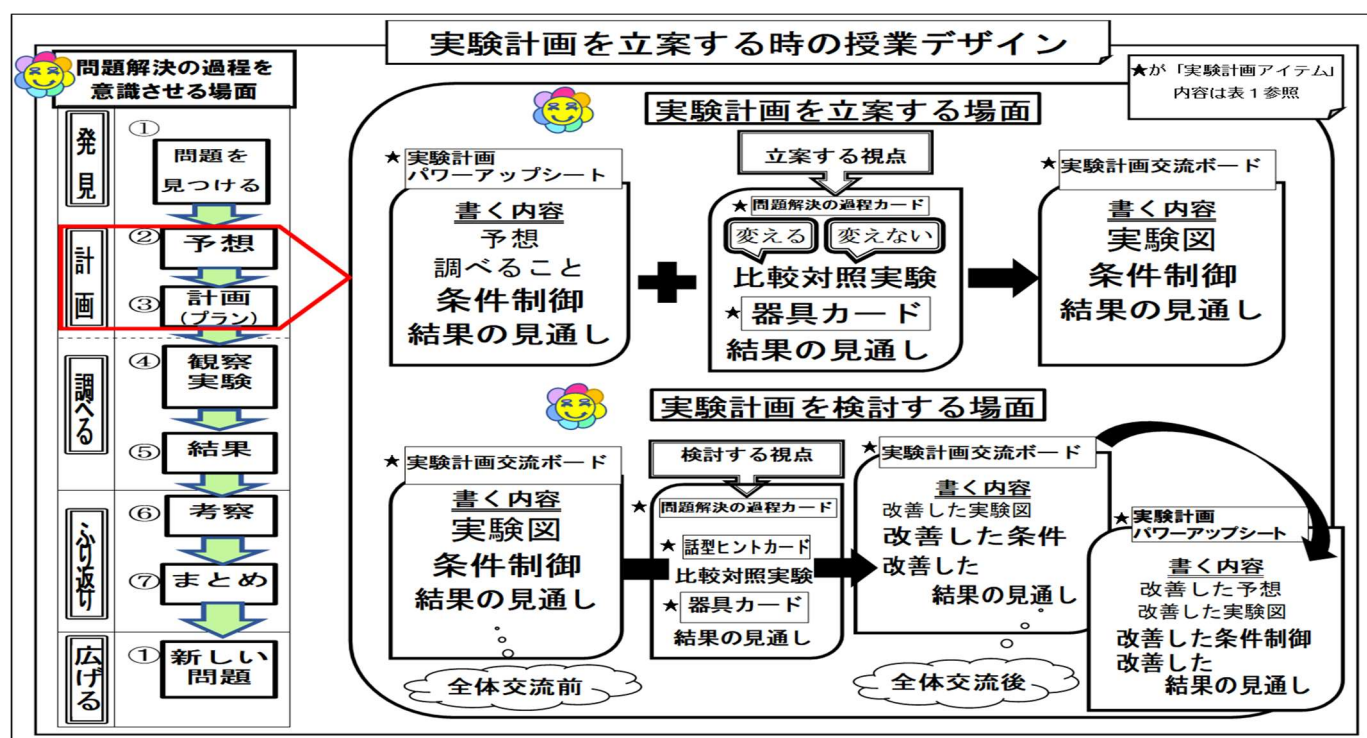 実験計画を立案する時の授業デザイン
★が「実験計画アイテム」
内容は表１参照
問題解決の過程を
意識させる場面
発見
①
問題を
見つける
計画
②
予想
③
計画
(プラン)
調べる
④
観察
実験
⑤
結果
ふり返り
⑥
考察
⑦
まとめ
広げる
①
新しい
問題
実験計画を立案する場面
★実験計画
パワーアップシート
書く内容
予想
調べること
条件制御
結果の見通し
立案する視点
★問題解決の過程カード
変える
変えない
比較対照実験
★器具カード
結果の見通し
★実験計画交流ボード
書く内容
実験図
条件制御
結果の見通し
実験計画を検討する場面
★実験計画交流ボード
書く内容
実験図
条件制御
結果の見通し
全体交流前
検討する視点
★問題解決の過程カード
★話型ヒントカード
比較対照実験
★器具カード
結果の見通し
★実験計画交流ボード
書く内容
改善した実験図
改善した条件
改善した
結果の見通し
全体交流後
★実験計画
パワーアップシート
書く内容
改善した予想
改善した実験図
改善した条件制御
改善した
結果の見通し